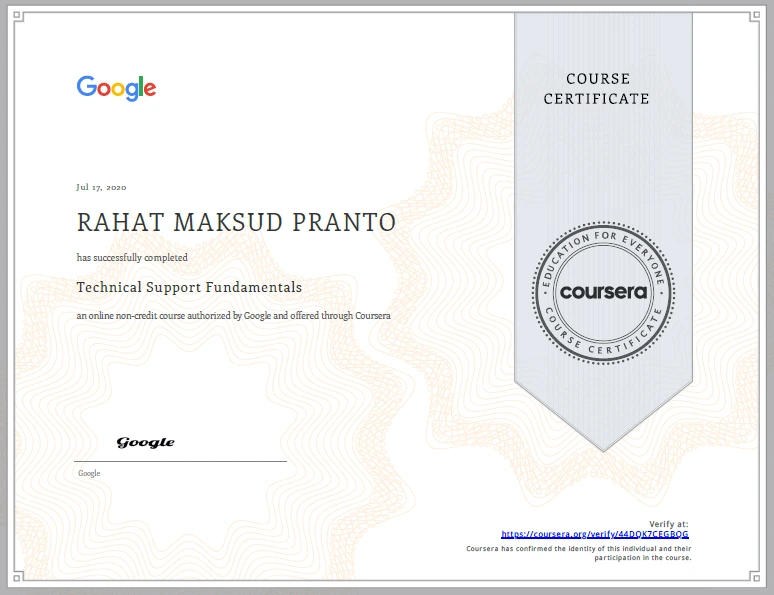 Google
COURSE
CERTIFICATE
Jul 17, 2020
RAHAT MAKSUD PRANTO
has successfully completed
Technical Support Fundamentals
an online non-credit course authorized by Google and offered through Coursera
EDUCATION FOR EVERYONE
coursera
COURSE CERTIFICATE
Google
Google
Verify at:
https://coursera.org/verify/44DQK7CEGBQG
Coursera has confirmed the identity of this individual and their
participation in the course.